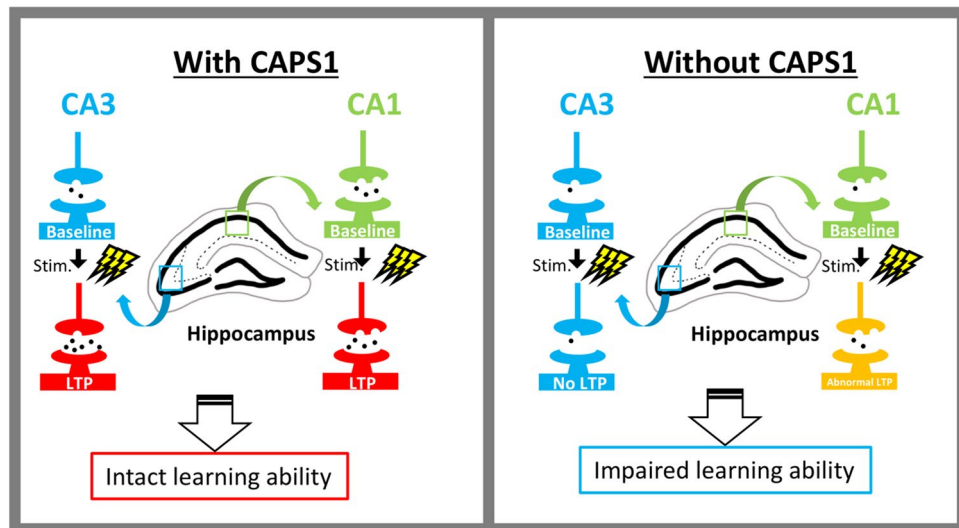 With CAPS1
CA3
CA1
Baseline
Baseline
Stim.
Stim.
Hippocampus
LTP
LTP
Intact learning ability
Without CAPS1
CA3
CA1
Baseline
Baseline
Stim.
Stim.
Hippocampus
No LTP
Abnormal LTP
Impaired learning ability